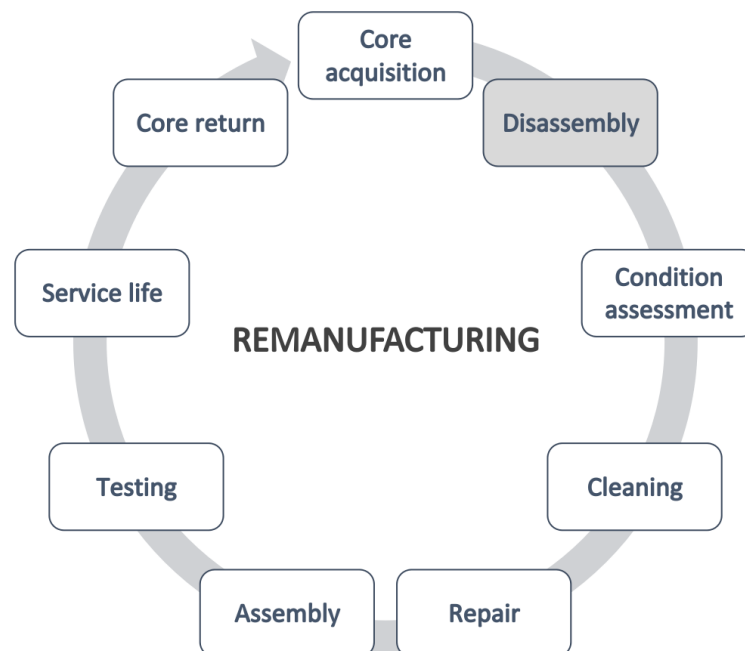 Core
acquisition
Disassembly
Condition
assessment
Cleaning
Repair
Assembly
Testing
Service life
Core return
REMANUFACTURING